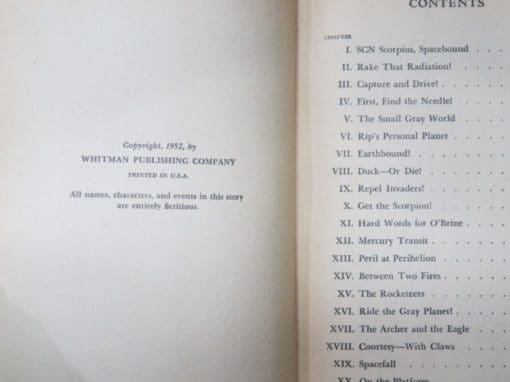 Copyright, 1952, by
WHITMAN PUBLISHING COMPANY
PRINTED IN U.S.A.
All names, characters, and events in this story
are entirely fictitious.
CONTENTS
CHAPTER
I. SCN Scorpius, Spacebound . . .
II. Rake That Radiation! . . . .
III. Capture and Drive! . . . . .
IV. First, Find the Needle! . . . .
V. The Small Gray World . . . .
VI. Rip's Personal Planet . . . .
VII. Earthbound! . . . . . .
VIII. Duck—Or Die! . . . . .
IX. Repel Invaders! . . . . .
X. Get the Scorpion! . . . . .
XI. Hard Words for O'Brine . . .
XII. Mercury Transit . . . . .
XIII. Peril at Perihelion . . . . .
XIV. Between Two Fires . . . . .
XV. The Rocketeers . . . . .
XVI. Ride the Gray Planet! . . . .
XVII. The Archer and the Eagle . . .
XVIII. Courtesy—With Claws . . . .
XIX. Spacefall . . . . . .
XX. On the Platform . . . .